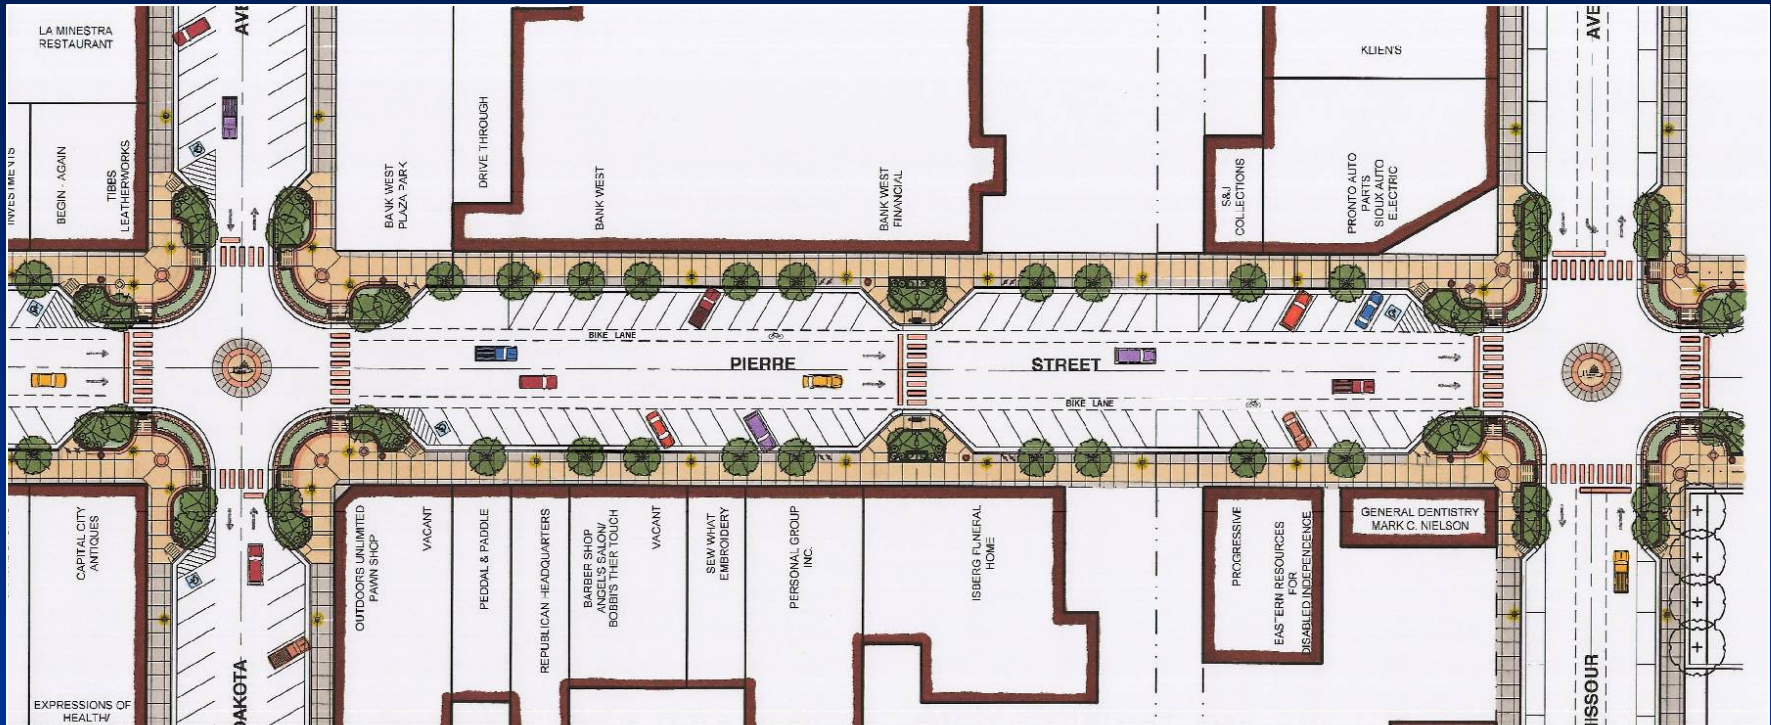 LA MINESTRA
RESTAURANT
AVE
AVE
KLIEN'S
INVESTMENTS
BEGIN - AGAIN
TIBBS
LEATHERWORKS
BANK WEST
PLAZA PARK
DRIVE THROUGH
BANK WEST
BANK WEST
FINANCIAL
S&J
COLLECTIONS
PRONTO AUTO
PARTS
SIOUX AUTO
ELECTRIC
BIKE LANE
PIERRE STREET
BIKE LANE
CAPITAL CITY
ANTIQUES
OUTDOORS UNLIMITED
PAWN SHOP
VACANT
PEDDAL & PADDLE
REPUBLICAN HEADQUARTERS
BARBER SHOP
ANGEL'S SALON/
BOBBI'S THER TOUCH
VACANT
SEW WHAT
EMBROIDERY
PERSONAL GROUP
INC.
ISBERG FUNERAL
HOME
PROGRESSIVE
EASTERN RESOURCES
FOR
DISABLED INDEPENDENCE
GENERAL DENTISTRY
MARK C. NIELSON
EXPRESSIONS OF
HEALTH/
DAKOTA
ISSOUR